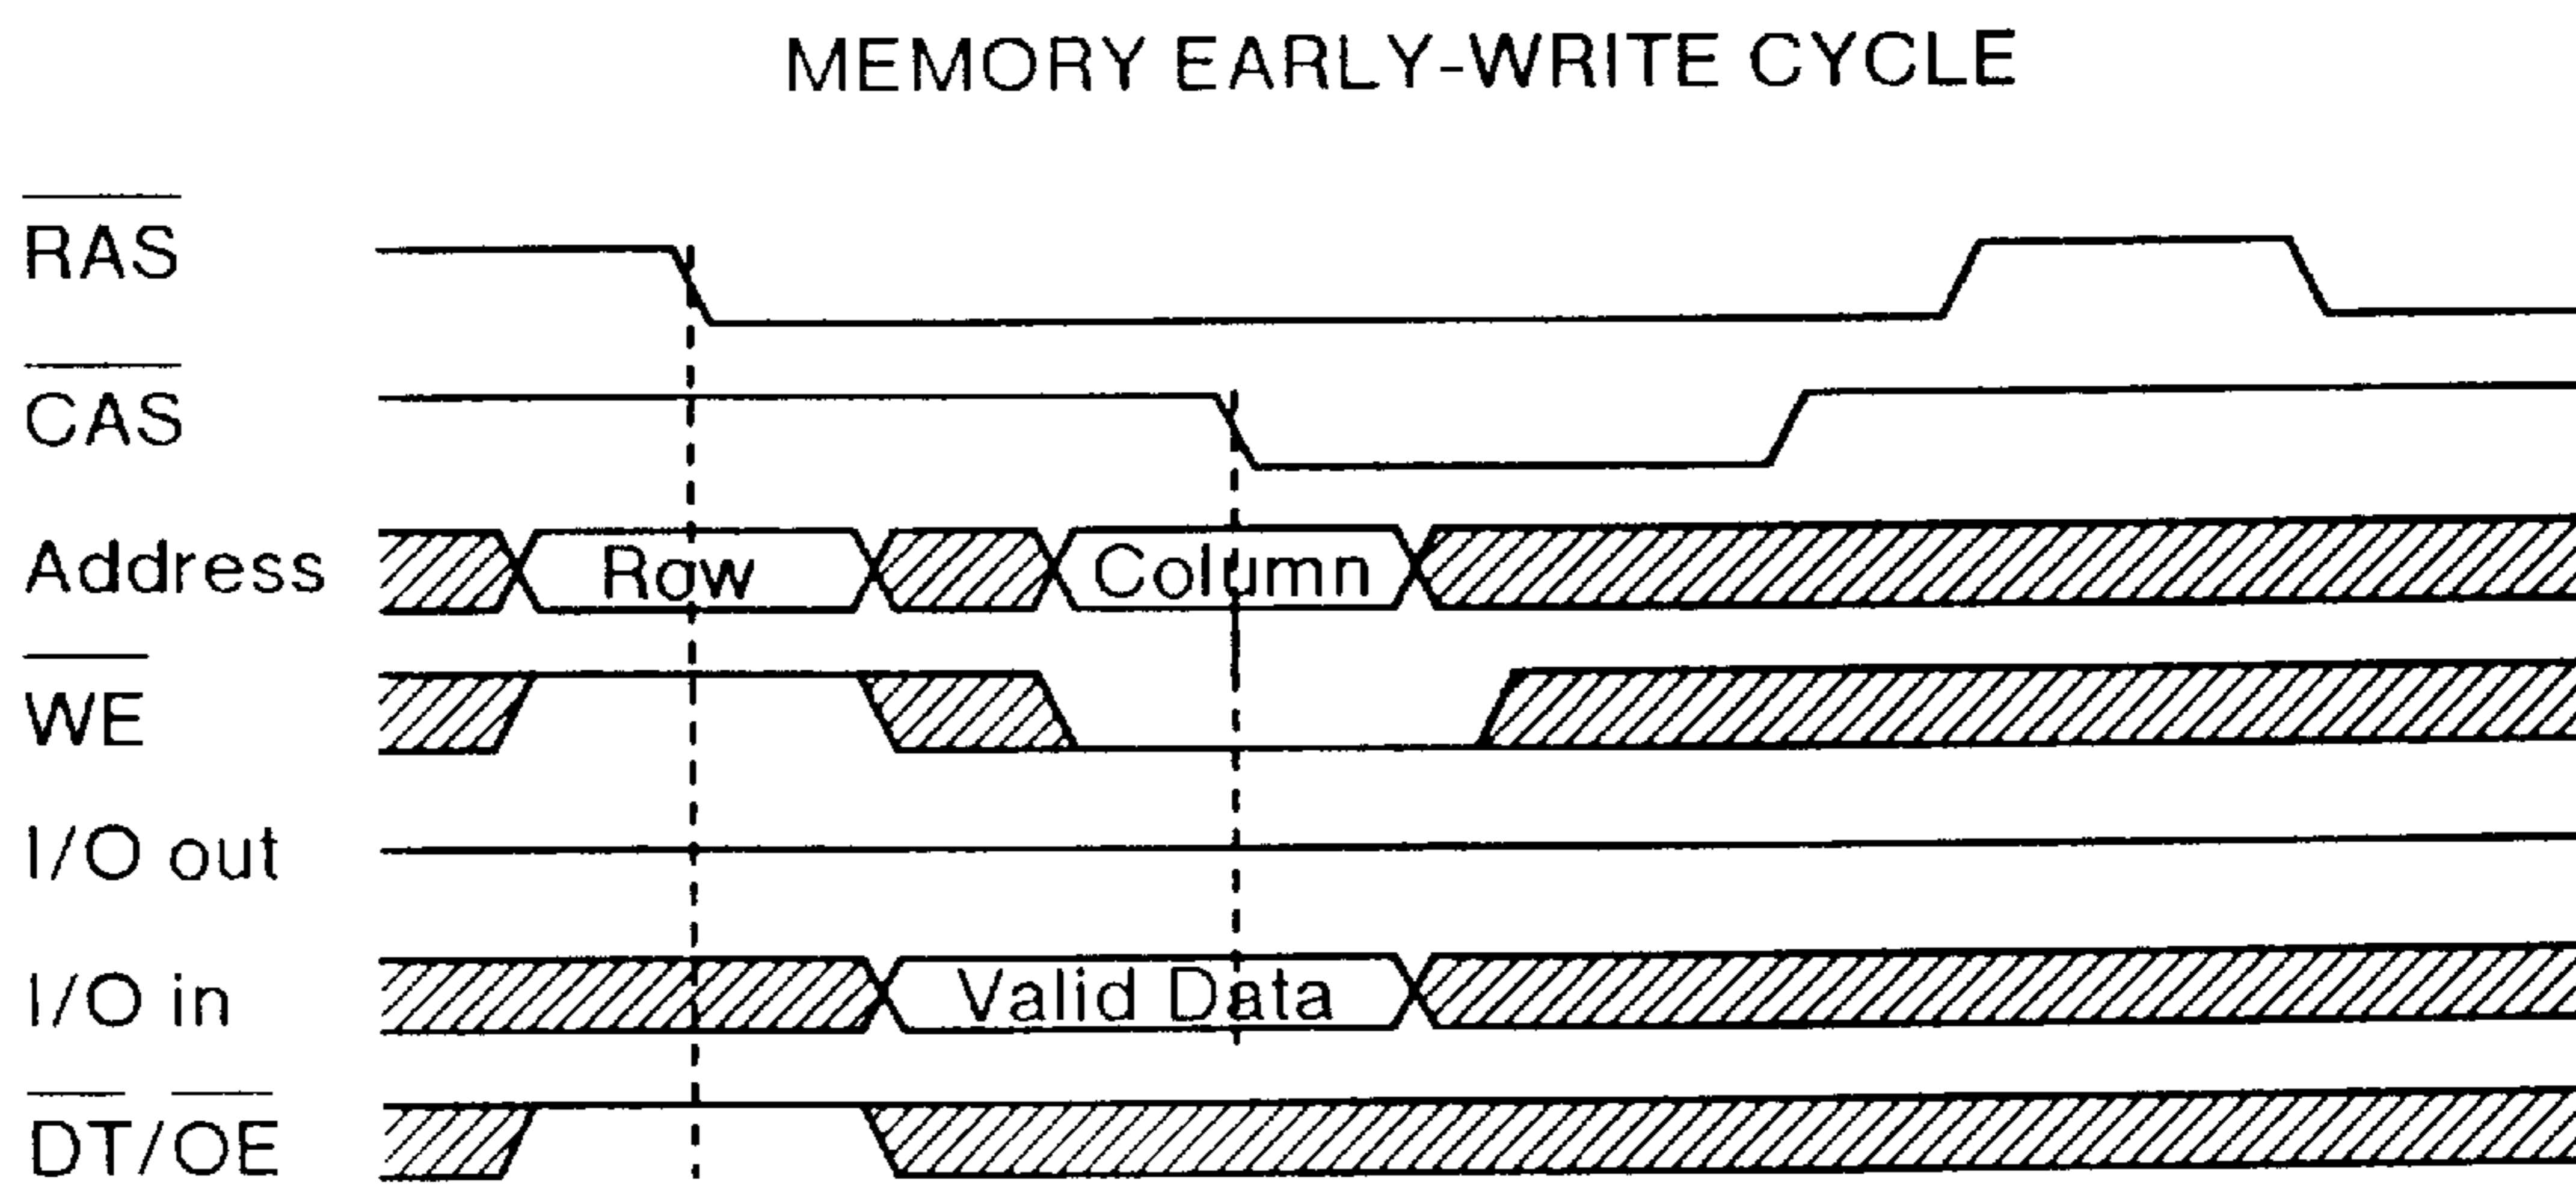 MEMORY EARLY-WRITE CYCLE
RAS
CAS
Address Row Column
WE
I/O out
I/O in Valid Data
DT/OE